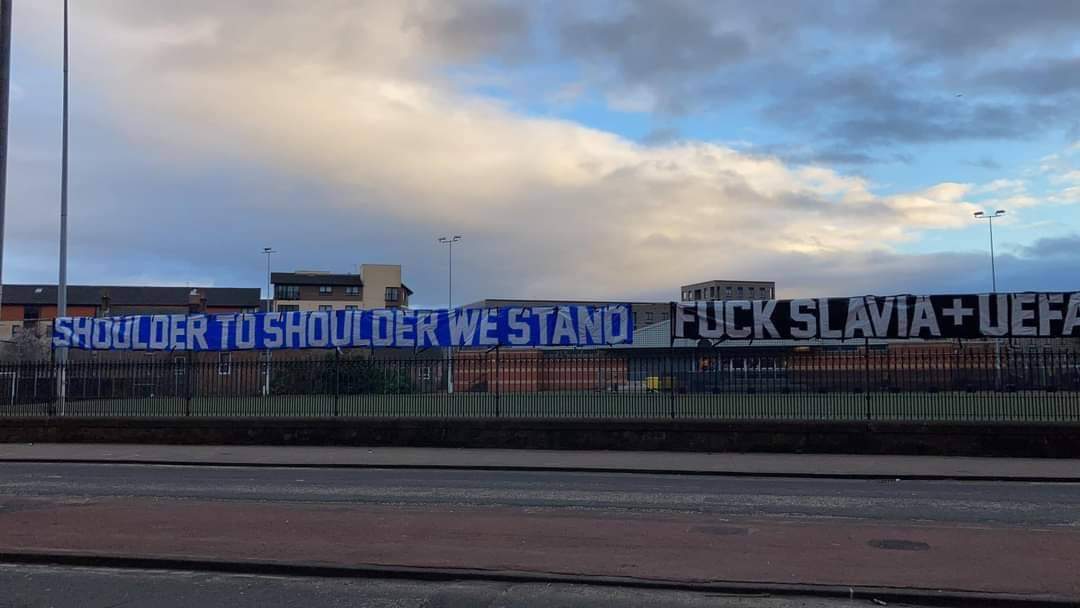 SHOULDER TO SHOULDER WE STAND
FUCK SLAVIA + UEFA